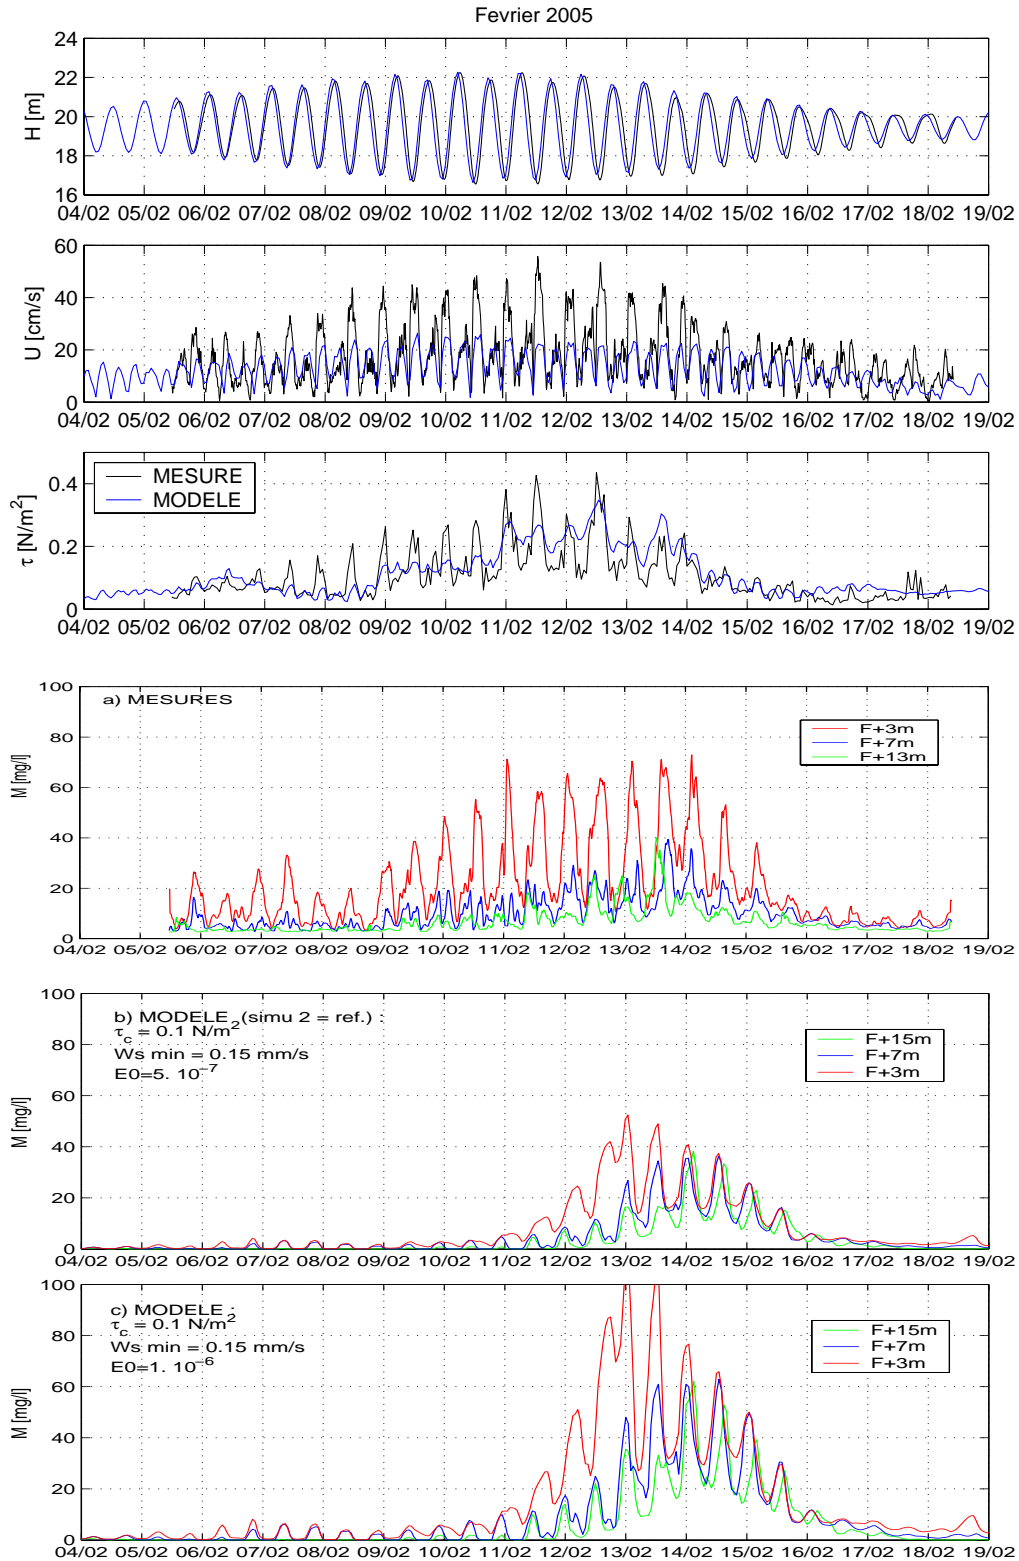 Fevrier 2005
H [m]
24
22
20
18
16
04/02 05/02 06/02 07/02 08/02 09/02 10/02 11/02 12/02 13/02 14/02 15/02 16/02 17/02 18/02 19/02
U [cm/s]
60
40
20
0
04/02 05/02 06/02 07/02 08/02 09/02 10/02 11/02 12/02 13/02 14/02 15/02 16/02 17/02 18/02 19/02
τ [N/m²]
0.4
0.2
0
MESURE
MODELE
04/02 05/02 06/02 07/02 08/02 09/02 10/02 11/02 12/02 13/02 14/02 15/02 16/02 17/02 18/02 19/02
M [mg/l]
100
80
60
40
20
0
a) MESURES
F+3m
F+7m
F+13m
04/02 05/02 06/02 07/02 08/02 09/02 10/02 11/02 12/02 13/02 14/02 15/02 16/02 17/02 18/02 19/02
M [mg/l]
100
80
60
40
20
0
b) MODELE (simu 2 = ref.) :
τc = 0.1 N/m²
Ws min = 0.15 mm/s
E0=5. 10⁻⁷
F+15m
F+7m
F+3m
04/02 05/02 06/02 07/02 08/02 09/02 10/02 11/02 12/02 13/02 14/02 15/02 16/02 17/02 18/02 19/02
M [mg/l]
100
80
60
40
20
0
c) MODELE :
τc = 0.1 N/m²
Ws min = 0.15 mm/s
E0=1. 10⁻⁶
F+15m
F+7m
F+3m
04/02 05/02 06/02 07/02 08/02 09/02 10/02 11/02 12/02 13/02 14/02 15/02 16/02 17/02 18/02 19/02